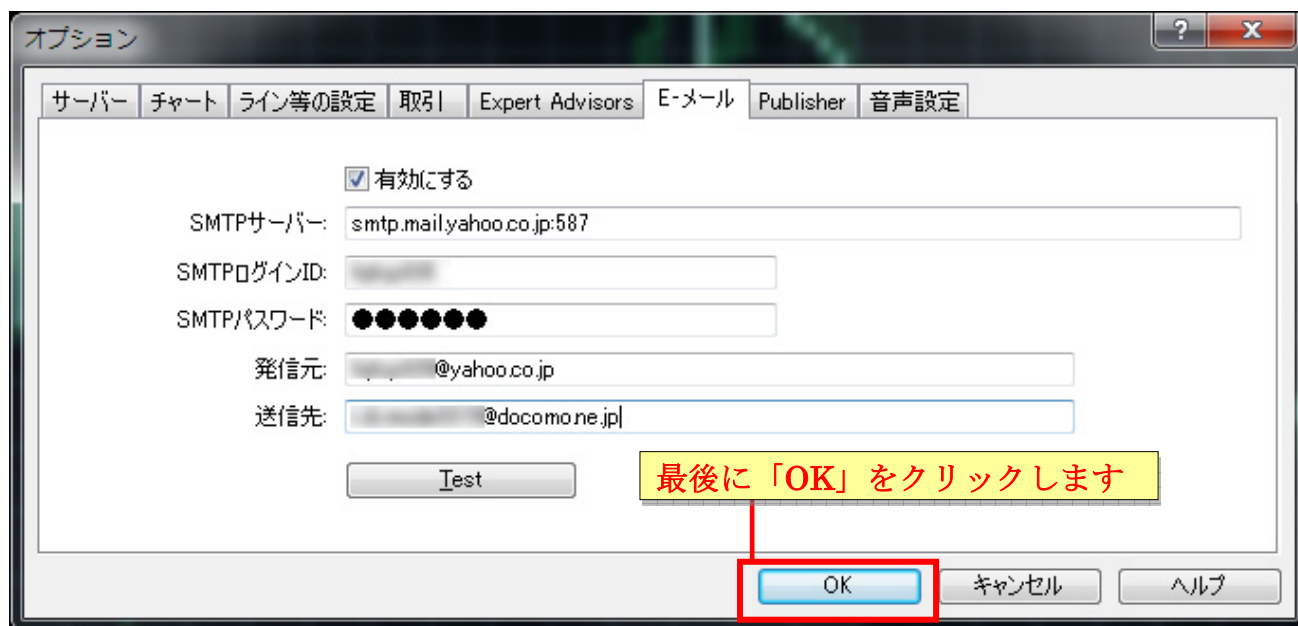 オプション
サーバー チャート ライン等の設定 取引 Expert Advisors E-メール Publisher 音声設定
有効にする
SMTPサーバー: smtp.mail.yahoo.co.jp:587
SMTPログインID:
SMTPパスワード: ●●●●●●
発信元: @yahoo.co.jp
送信先: @docomo.ne.jp
Test
最後に「OK」をクリックします
OK キャンセル ヘルプ